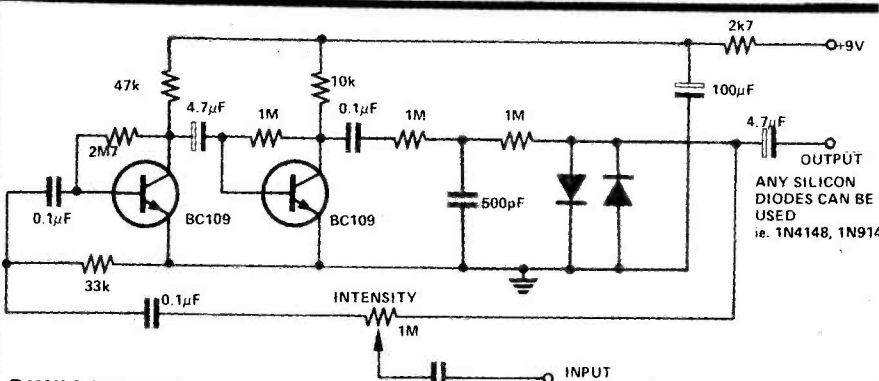 2k7
+9V
47k
10k
4.7µF
1M
0.1µF
1M
1M
100µF
4.7µF
2M7
OUTPUT
0.1µF
BC109
BC109
500pF
ANY SILICON
DIODES CAN BE
USED
ie. 1N4148, 1N914
33k
0.1µF
INTENSITY
1M
INPUT